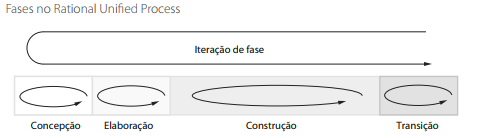 Fases no Rational Unified Process
Iteração de fase
Concepção Elaboração Construção Transição